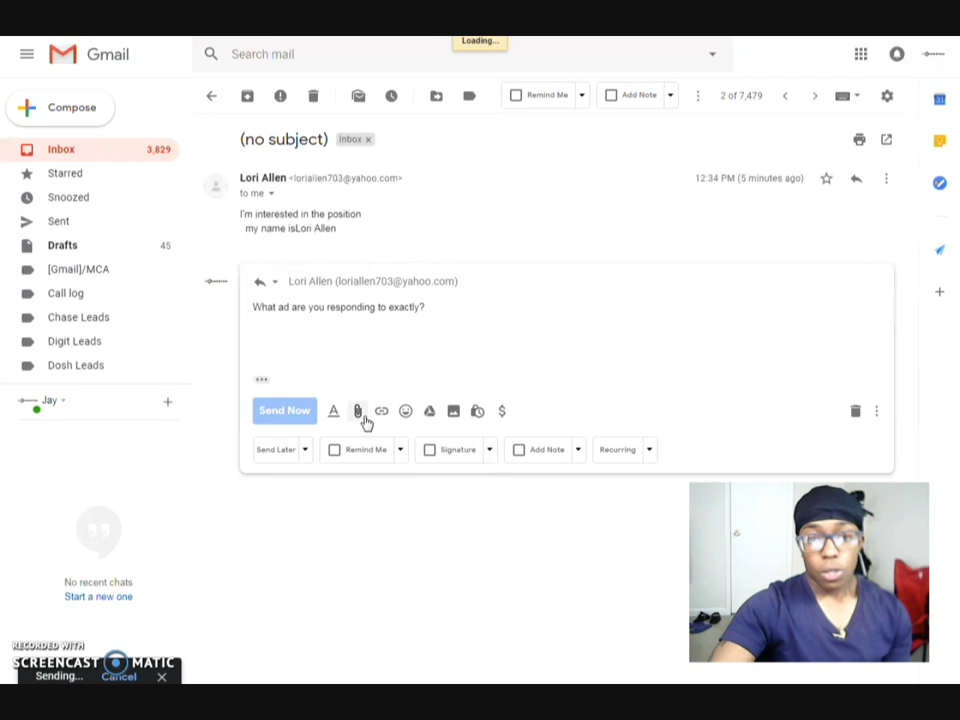 Loading...
Gmail
Search mail
Compose
Remind Me
Add Note
2 of 7,479
Inbox 3,829
Starred
Snoozed
Sent
Drafts 45
[Gmail]/MCA
Call log
Chase Leads
Digit Leads
Dosh Leads
Jay
No recent chats
Start a new one
(no subject) Inbox x
Lori Allen <loriallen703@yahoo.com> 12:34 PM (5 minutes ago)
to me
I'm interested in the position
my name isLori Allen
Lori Allen (loriallen703@yahoo.com)
What ad are you responding to exactly?
Send Now
Send Later Remind Me Signature Add Note Recurring
RECORDED WITH
SCREENCAST MATIC
Sending... Cancel
31